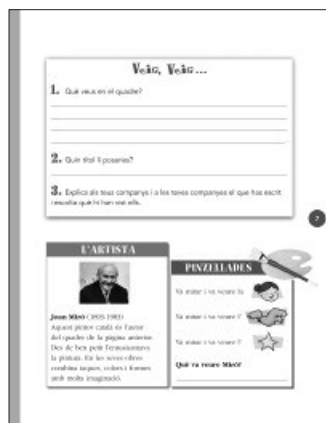 Veig, Veig...
1. Què veus en el quadre?
2. Quin títol li posaries?
3. Explica als teus companys i a les teves companyes el que has escrit
i escolta què hi han vist ells.
7
L'ARTISTA
Joan Miró (1893-1983)
Aquest pintor català és l'autor
del quadre de la pàgina anterior.
Des de ben petit l'entusiasmava
la pintura. En les seves obres
combina taques, colors i formes
amb molta imaginació.
PINZELLADES
Va mirar i va veure la
Va mirar i va veure l'
Va mirar i va veure l'
Què va veure Miró?